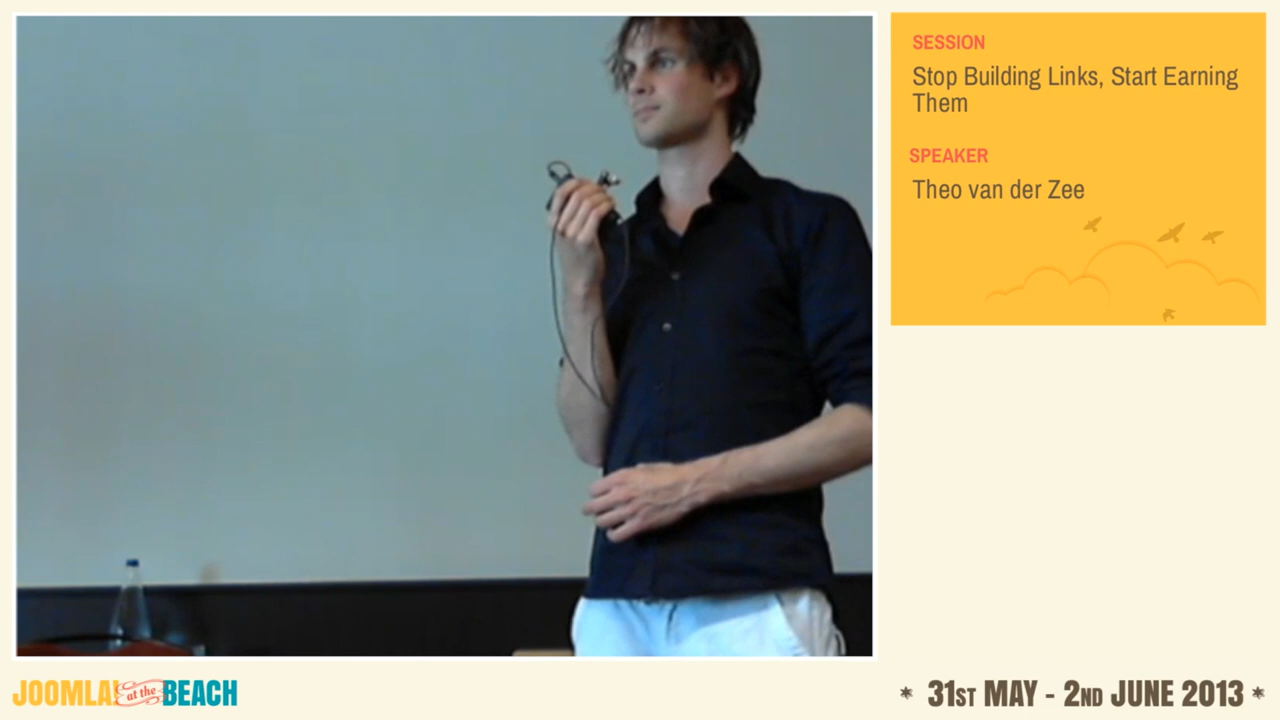 SESSION
Stop Building Links, Start Earning
Them
SPEAKER
Theo van der Zee
JOOMLA! at the BEACH
* 31ST MAY - 2ND JUNE 2013 *